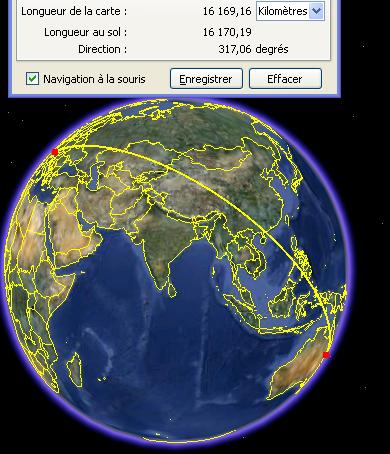 Longueur de la carte : 16 169,16 Kilomètres
Longueur au sol : 16 170,19
Direction : 317,06 degrés
Navigation à la souris Enregistrer Effacer